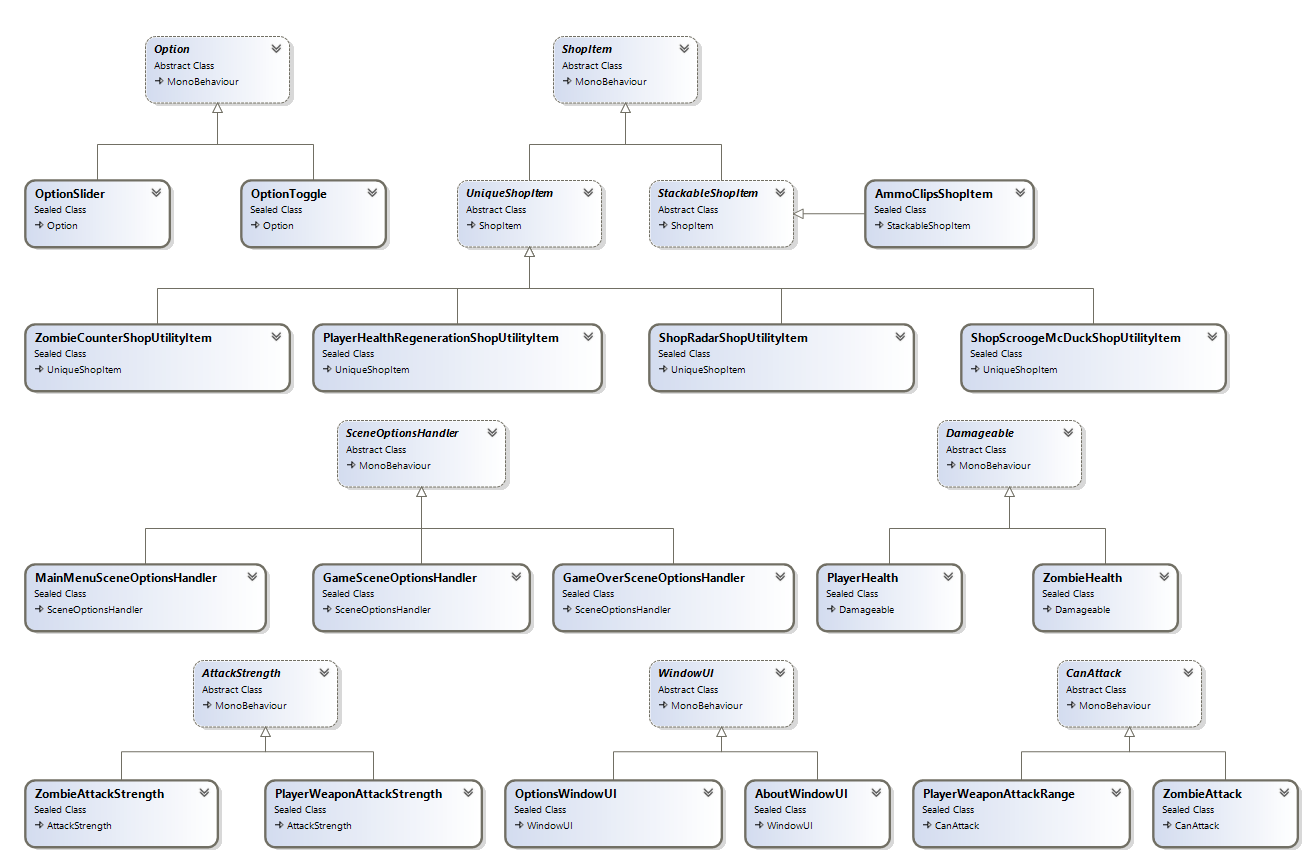 Option
Abstract Class
MonoBehaviour
ShopItem
Abstract Class
MonoBehaviour
OptionSlider
Sealed Class
Option
OptionToggle
Sealed Class
Option
UniqueShopItem
Abstract Class
ShopItem
StackableShopItem
Abstract Class
ShopItem
AmmoClipsShopItem
Sealed Class
StackableShopItem
ZombieCounterShopUtilityItem
Sealed Class
UniqueShopItem
PlayerHealthRegenerationShopUtilityItem
Sealed Class
UniqueShopItem
ShopRadarShopUtilityItem
Sealed Class
UniqueShopItem
ShopScroogeMcDuckShopUtilityItem
Sealed Class
UniqueShopItem
SceneOptionsHandler
Abstract Class
MonoBehaviour
Damageable
Abstract Class
MonoBehaviour
MainMenuSceneOptionsHandler
Sealed Class
SceneOptionsHandler
GameSceneOptionsHandler
Sealed Class
SceneOptionsHandler
GameOverSceneOptionsHandler
Sealed Class
SceneOptionsHandler
PlayerHealth
Sealed Class
Damageable
ZombieHealth
Sealed Class
Damageable
AttackStrength
Abstract Class
MonoBehaviour
WindowUI
Abstract Class
MonoBehaviour
CanAttack
Abstract Class
MonoBehaviour
ZombieAttackStrength
Sealed Class
AttackStrength
PlayerWeaponAttackStrength
Sealed Class
AttackStrength
OptionsWindowUI
Sealed Class
WindowUI
AboutWindowUI
Sealed Class
WindowUI
PlayerWeaponAttackRange
Sealed Class
CanAttack
ZombieAttack
Sealed Class
CanAttack